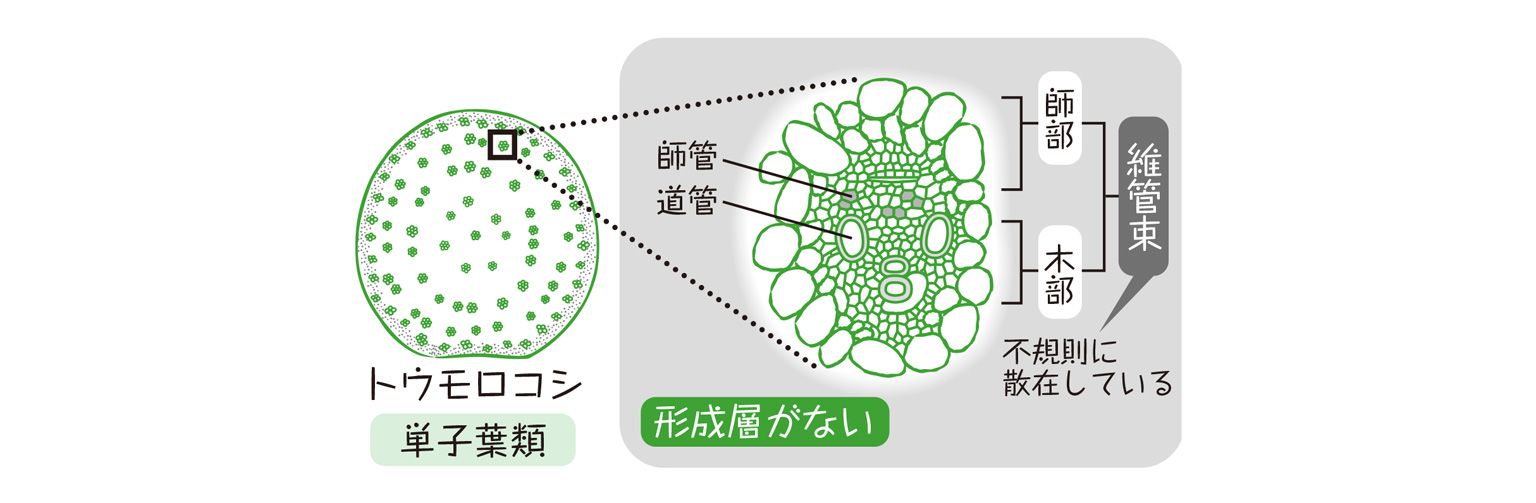 師部
師管
道管
維管束
木部
不規則に
散在している
トウモロコシ
単子葉類
形成層がない